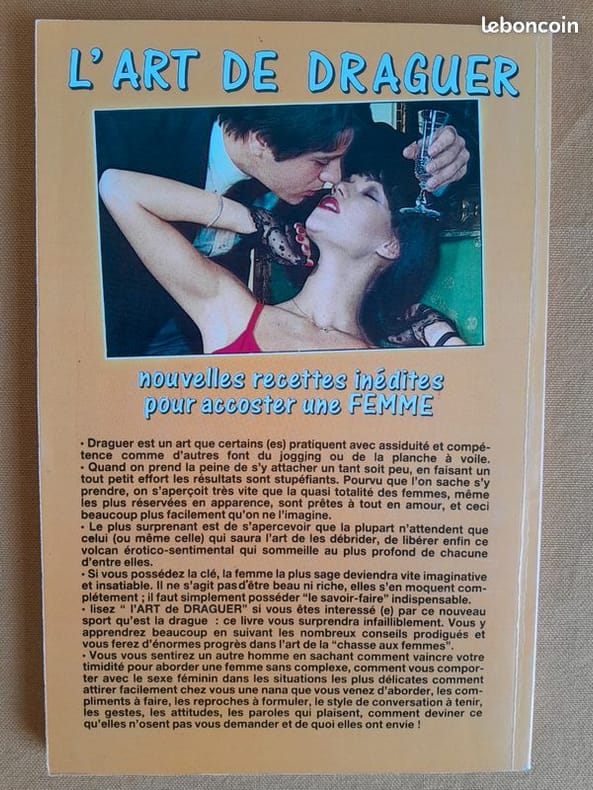 leboncoin
L'ART DE DRAGUER
nouvelles recettes inédites
pour accoster une FEMME
• Draguer est un art que certains (es) pratiquent avec assiduité et compé-
tence comme d'autres font du jogging ou de la planche à voile.
• Quand on prend la peine de s'y attacher un tant soit peu, en faisant un
tout petit effort les résultats sont stupéfiants. Pourvu que l'on sache s'y
prendre, on s'aperçoit très vite que la quasi totalité des femmes, même
les plus réservées en apparence, sont prêtes à tout en amour, et ceci
beaucoup plus facilement qu'on ne l'imagine.
• Le plus surprenant est de s'apercevoir que la plupart n'attendent que
celui (ou même celle) qui saura l'art de les débrider, de libérer enfin ce
volcan érotico-sentimental qui sommeille au plus profond de chacune
d'entre elles.
• Si vous possédez la clé, la femme la plus sage deviendra vite imaginative
et insatiable. Il ne s'agit pas d'être beau ni riche, elles s'en moquent com-
plétement ; il faut simplement posséder "le savoir-faire" indispensable.
• lisez " l'ART de DRAGUER" si vous êtes interessé (e) par ce nouveau
sport qu'est la drague : ce livre vous surprendra infailliblement. Vous y
apprendrez beaucoup en suivant les nombreux conseils prodigués et
vous ferez d'énormes progrès dans l'art de la "chasse aux femmes".
• Vous vous sentirez un autre homme en sachant comment vaincre votre
timidité pour aborder une femme sans complexe, comment vous compor-
ter avec le sexe féminin dans les situations les plus délicates comment
attirer facilement chez vous une nana que vous venez d'aborder, les com-
pliments à faire, les reproches à formuler, le style de conversation à tenir,
les gestes, les attitudes, les paroles qui plaisent, comment deviner ce
qu'elles n'osent pas vous demander et de quoi elles ont envie !